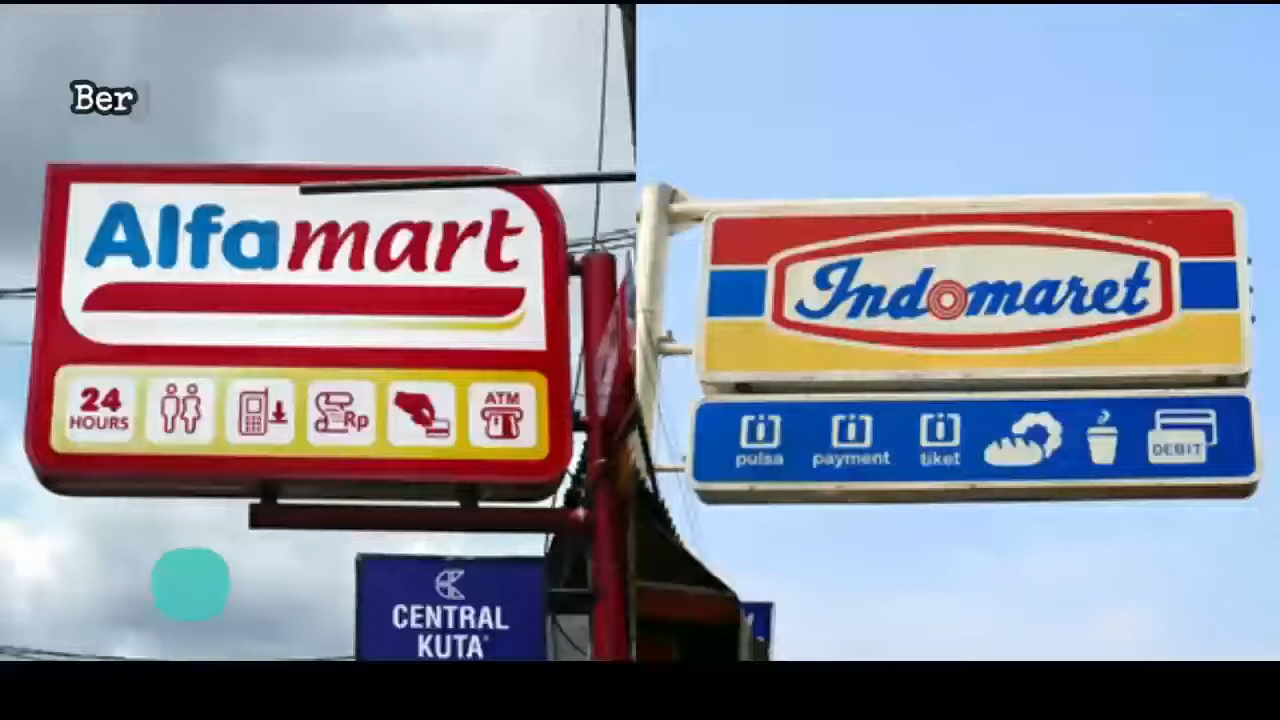 Ber
Alfamart
24
HOURS
Rp
ATM
CENTRAL
KUTA
Indomaret
pulsa
payment
tiket
DEBIT